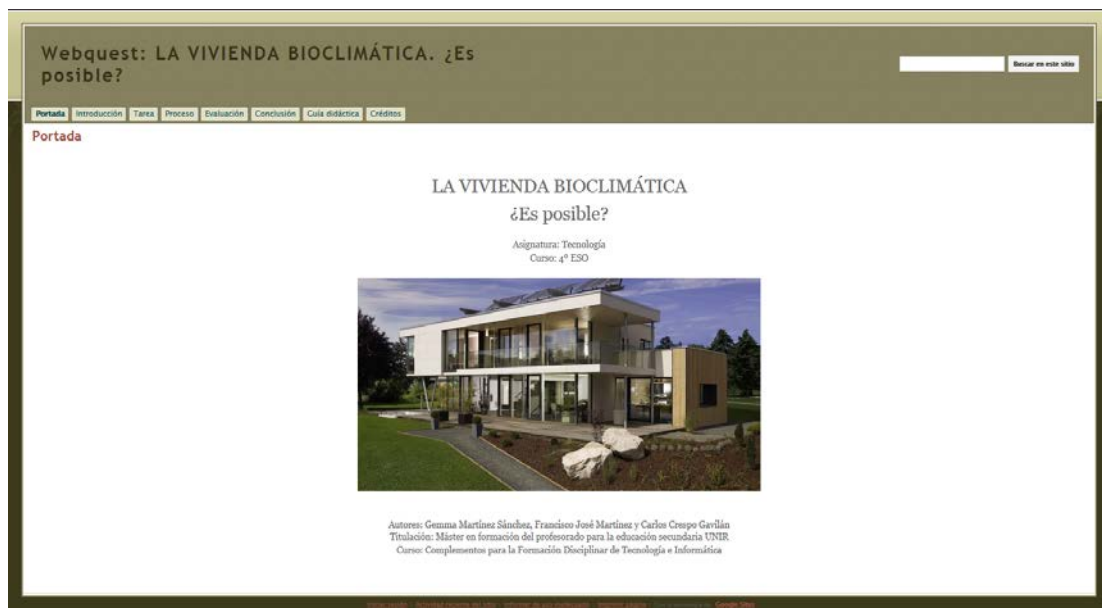 Webquest: LA VIVIENDA BIOCLIMÁTICA. ¿Es
posible?
Buscar en este sitio
Portada Introducción Tarea Proceso Evaluación Conclusión Guía didáctica Créditos
Portada
LA VIVIENDA BIOCLIMÁTICA
¿Es posible?
Asignatura: Tecnología
Curso: 4º ESO
Autores: Gemma Martínez Sánchez, Francisco José Martínez y Carlos Crespo Gavilán
Titulación: Máster en formación del profesorado para la educación secundaria UNIR
Curso: Complementos para la Formación Disciplinar de Tecnología e Informática
Google Sites